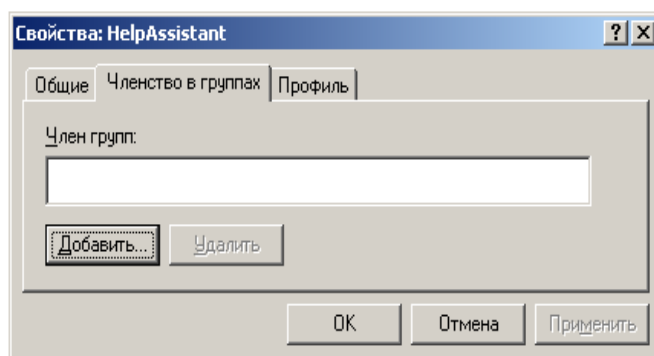 Свойства: HelpAssistant
Общие Членство в группах Профиль
Член групп:
Добавить... Удалить
OK Отмена Применить